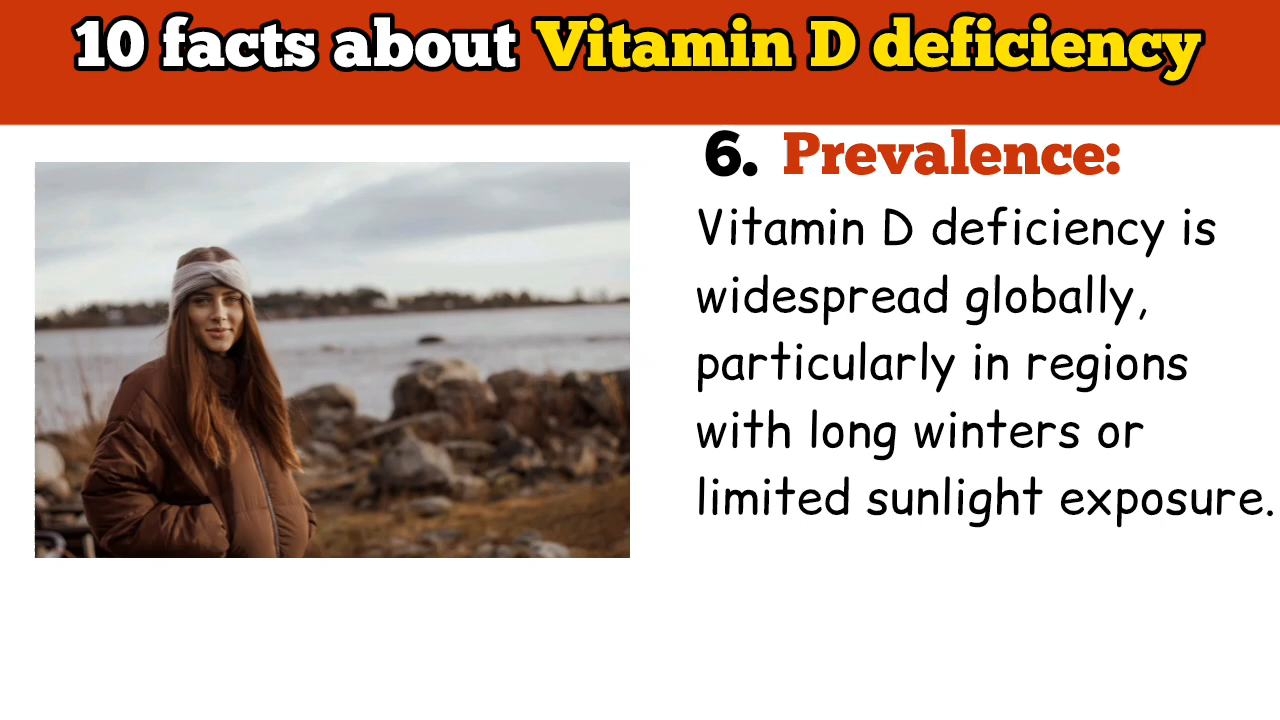 10 facts about Vitamin D deficiency
6. Prevalence:
Vitamin D deficiency is
widespread globally,
particularly in regions
with long winters or
limited sunlight exposure.